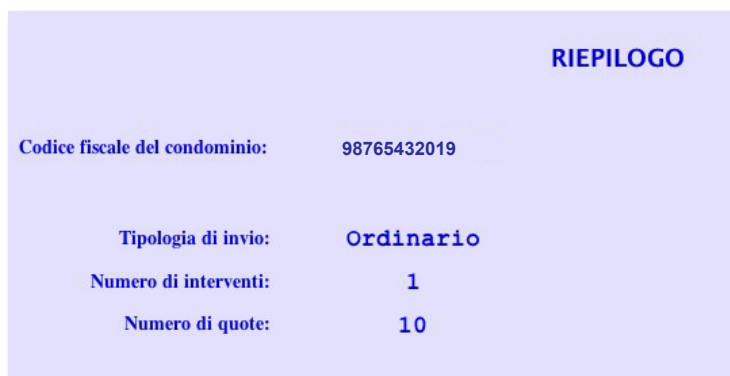 RIEPILOGO
Codice fiscale del condominio: 98765432019
Tipologia di invio: Ordinario
Numero di interventi: 1
Numero di quote: 10